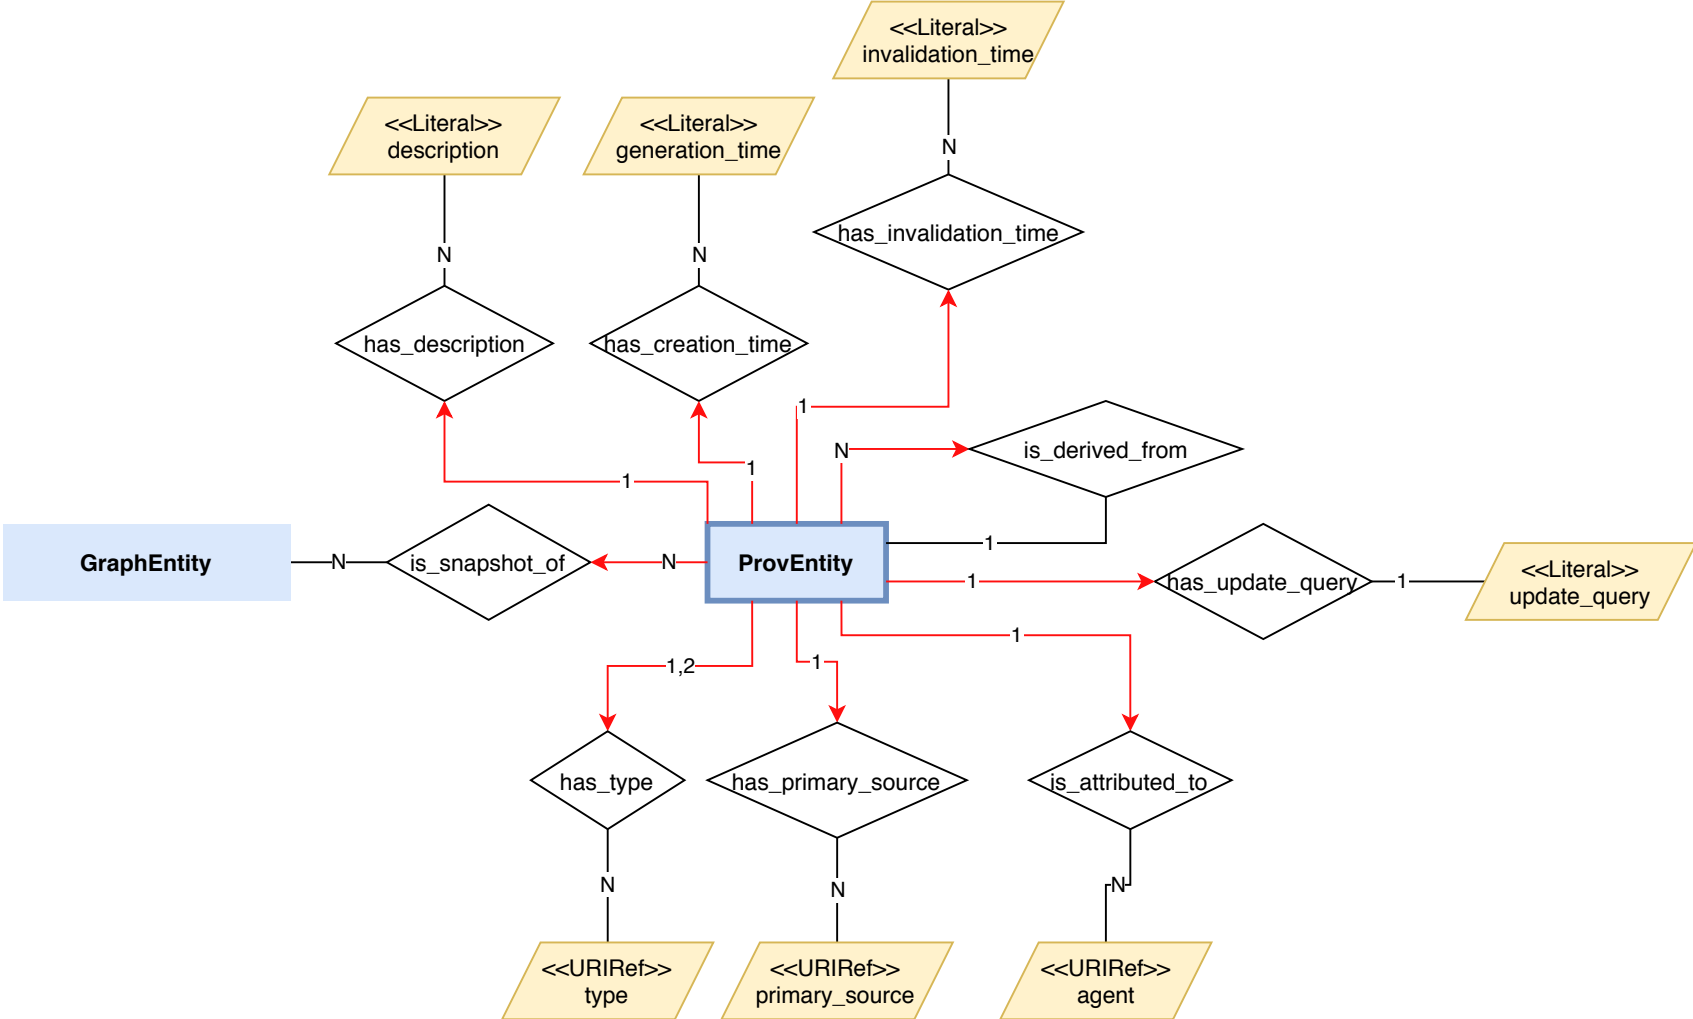 <<Literal>>
invalidation_time
N
has_invalidation_time
1
<<Literal>>
description
N
has_description
1
<<Literal>>
generation_time
N
has_creation_time
1
N
is_derived_from
1
GraphEntity
N
is_snapshot_of
N
ProvEntity
1
has_update_query
1
<<Literal>>
update_query
1,2
has_type
N
<<URIRef>>
type
1
has_primary_source
N
<<URIRef>>
primary_source
1
is_attributed_to
N
<<URIRef>>
agent